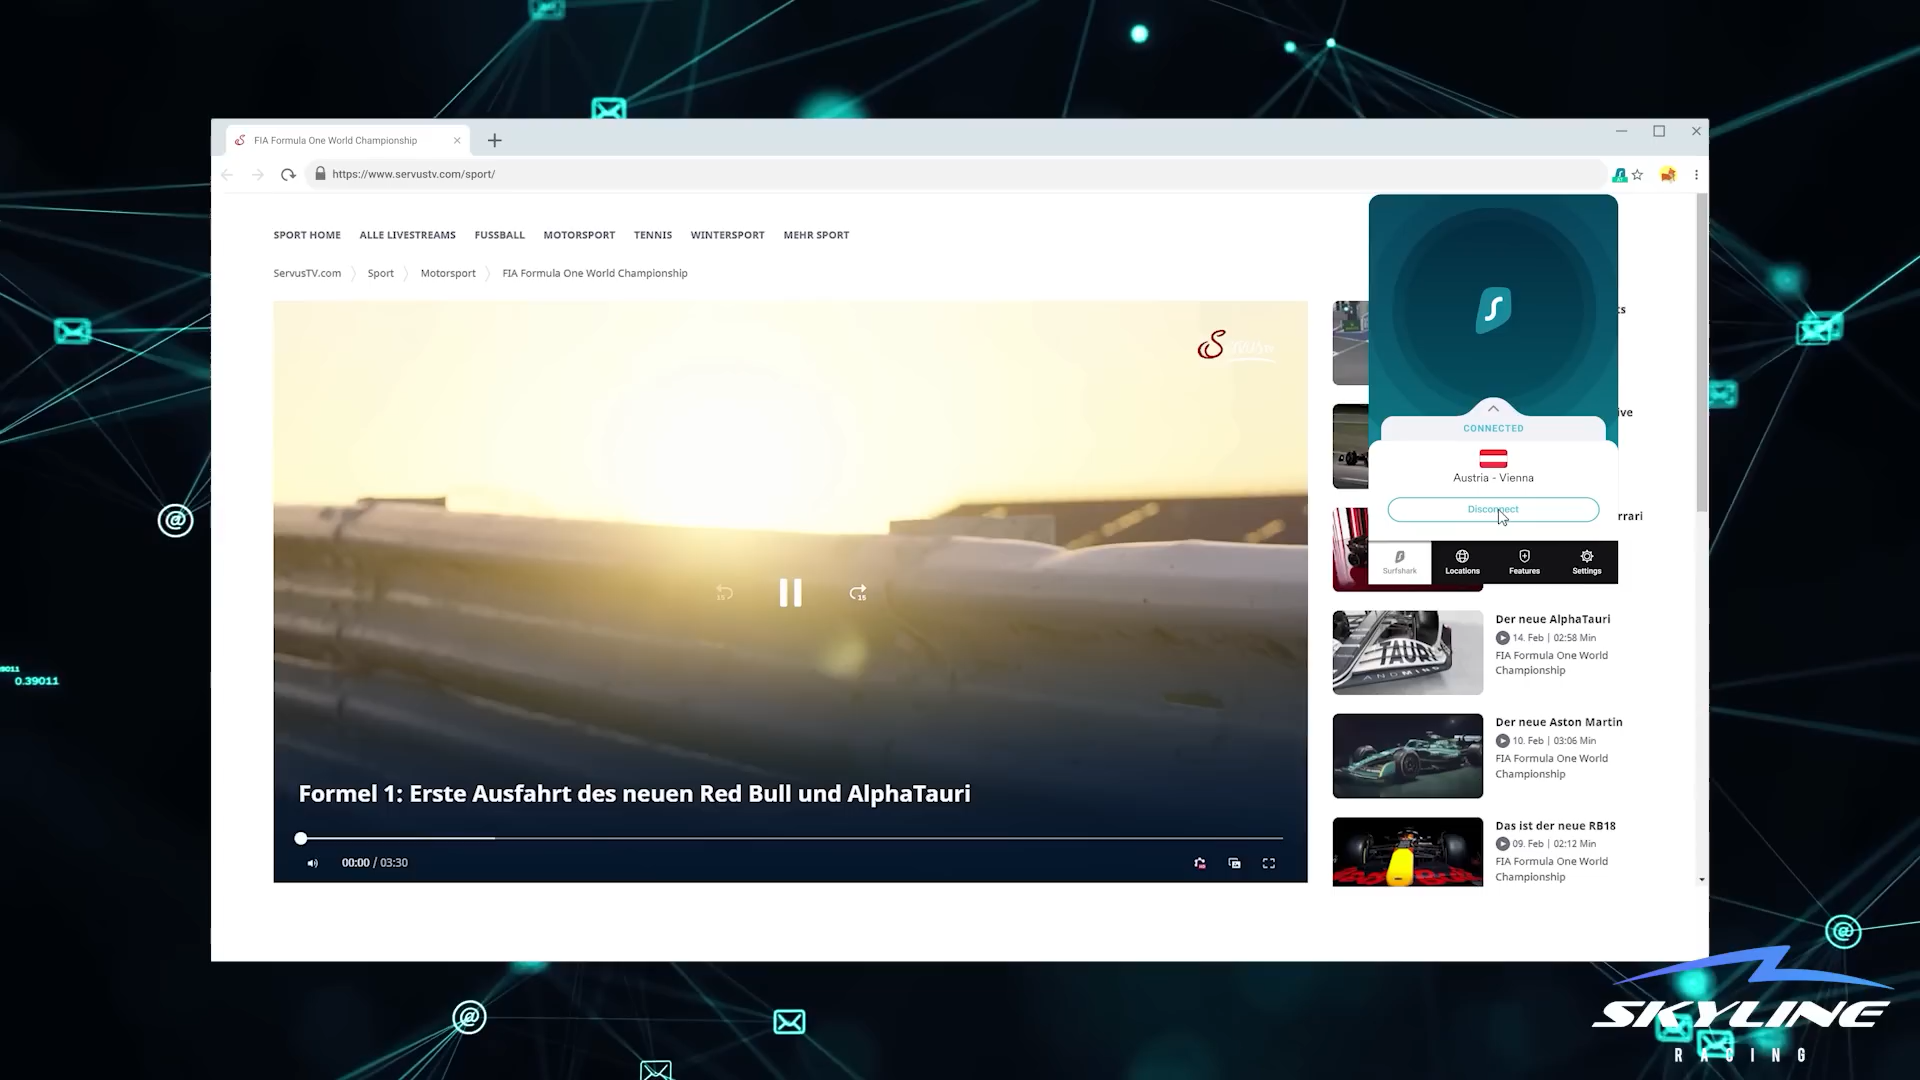 FIA Formula One World Championship
https://www.servustv.com/sport/
SPORT HOME ALLE LIVESTREAMS FUSSBALL MOTORSPORT TENNIS WINTERSPORT MEHR SPORT
ServusTV.com Sport Motorsport FIA Formula One World Championship
CONNECTED
Austria - Vienna
Disconnect
Surfshark Locations Features Settings
ts
ive
rrari
Der neue AlphaTauri
14. Feb | 02:58 Min
FIA Formula One World
Championship
Der neue Aston Martin
10. Feb | 03:06 Min
FIA Formula One World
Championship
Das ist der neue RB18
09. Feb | 02:12 Min
FIA Formula One World
Championship
15 15
Formel 1: Erste Ausfahrt des neuen Red Bull und AlphaTauri
00:00 / 03:30
0.39011
SKYLINE
RACING